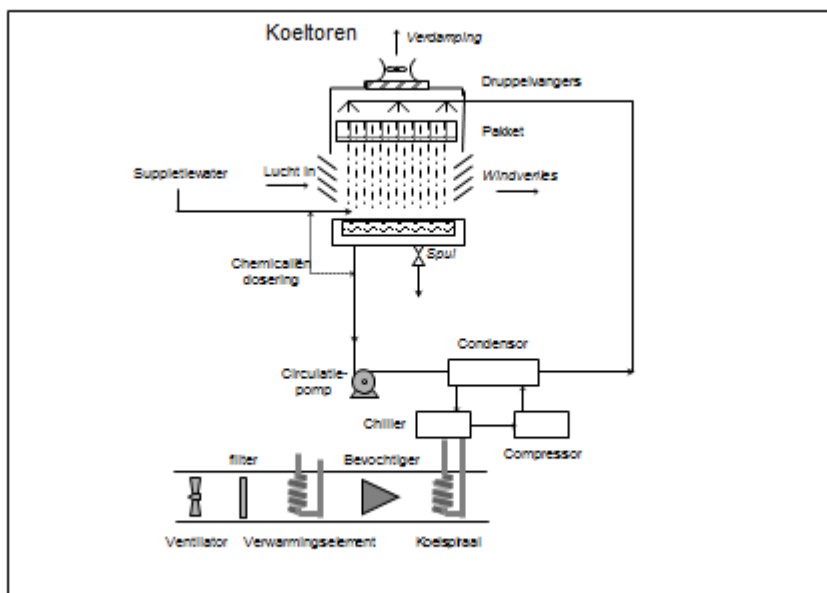 Koeltoren
Verdamping
Druppelvangers
Pakket
Suppletiewater
Lucht in
Windverlies
Chemicaliën
dosering
Spui
Condensor
Circulatie-
pomp
Chiller
Compressor
filter
Bevochtiger
Ventilator
Verwarmingselement
Koelspiraal